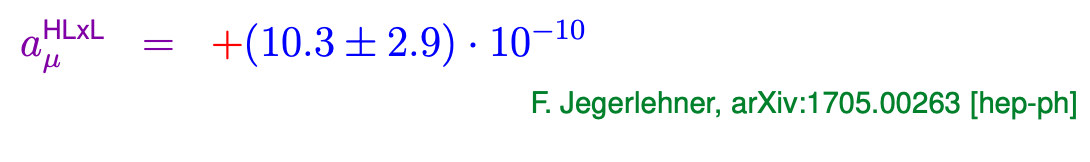 a_μ^HLxL = +(10.3 ± 2.9) · 10^−10
F. Jegerlehner, arXiv:1705.00263 [hep-ph]